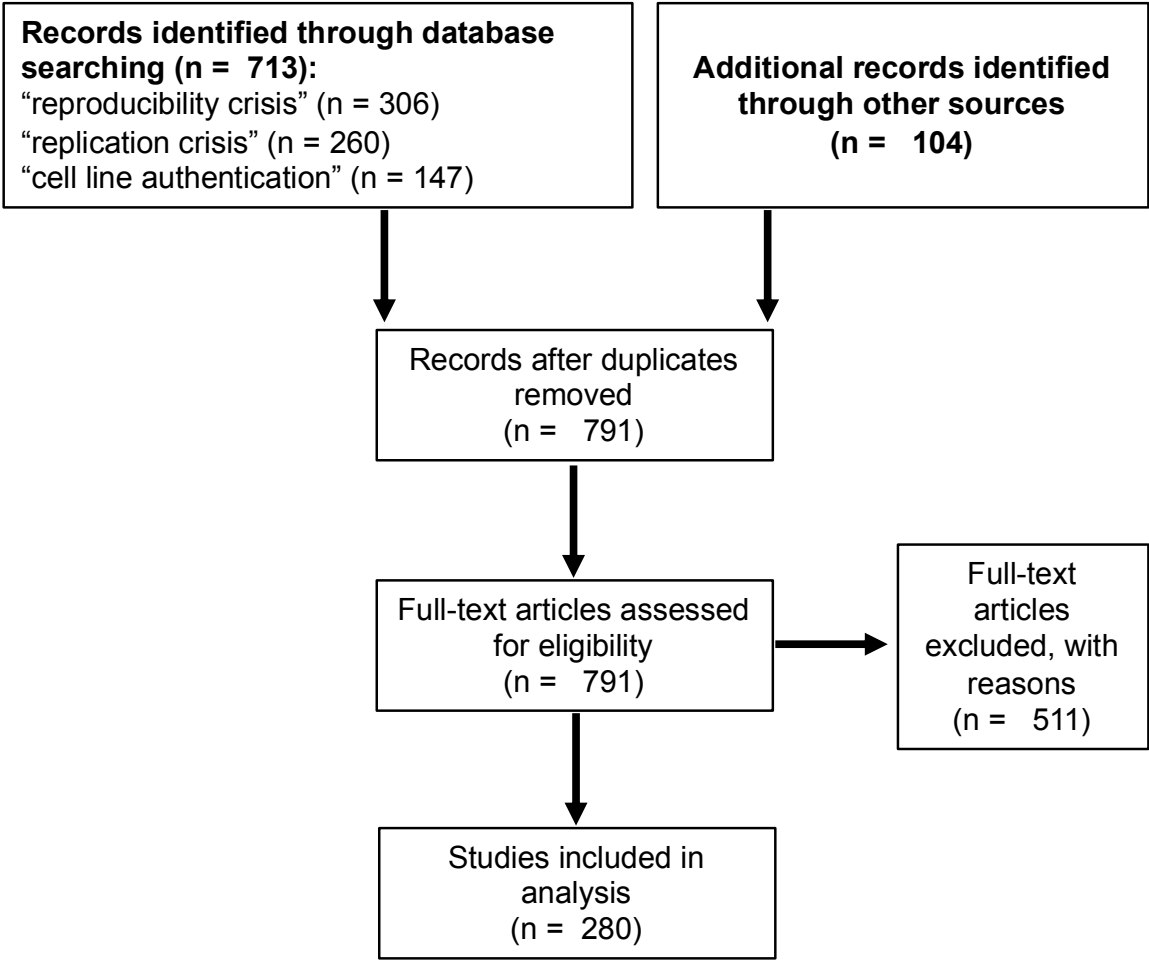 Records identified through database
searching (n =  713):
“reproducibility crisis” (n = 306)
“replication crisis” (n = 260)
“cell line authentication” (n = 147)
Additional records identified
through other sources
(n =   104)
Records after duplicates
removed
(n =   791)
Full-text articles assessed
for eligibility
(n =   791)
Full-text
articles
excluded, with
reasons
(n =   511)
Studies included in
analysis
(n = 280)